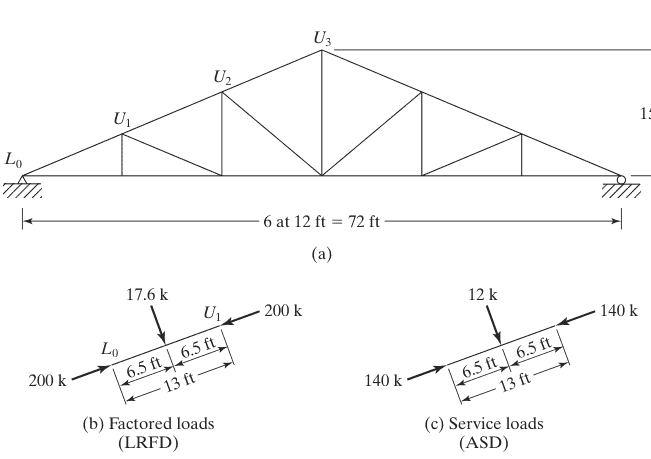 U3
U2
U1
L0
6 at 12 ft = 72 ft
(a)
17.6 k
U1
200 k
L0
6.5 ft
6.5 ft
13 ft
200 k
(b) Factored loads
(LRFD)
12 k
140 k
6.5 ft
6.5 ft
13 ft
140 k
(c) Service loads
(ASD)